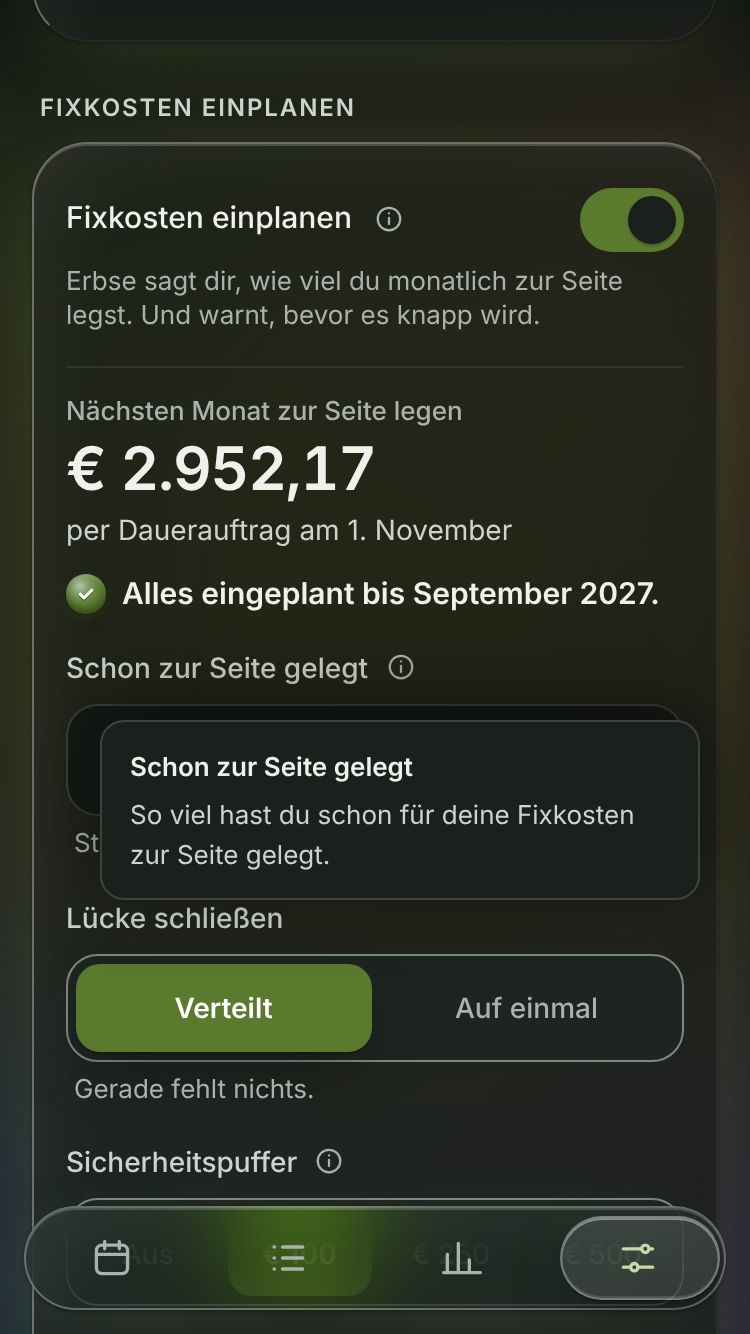 FIXKOSTEN EINPLANEN
Fixkosten einplanen
Erbse sagt dir, wie viel du monatlich zur Seite
legst. Und warnt, bevor es knapp wird.
Nächsten Monat zur Seite legen
€ 2.952,17
per Dauerauftrag am 1. November
Alles eingeplant bis September 2027.
Schon zur Seite gelegt
Schon zur Seite gelegt
So viel hast du schon für deine Fixkosten
zur Seite gelegt.
St
Lücke schließen
Verteilt Auf einmal
Gerade fehlt nichts.
Sicherheitspuffer